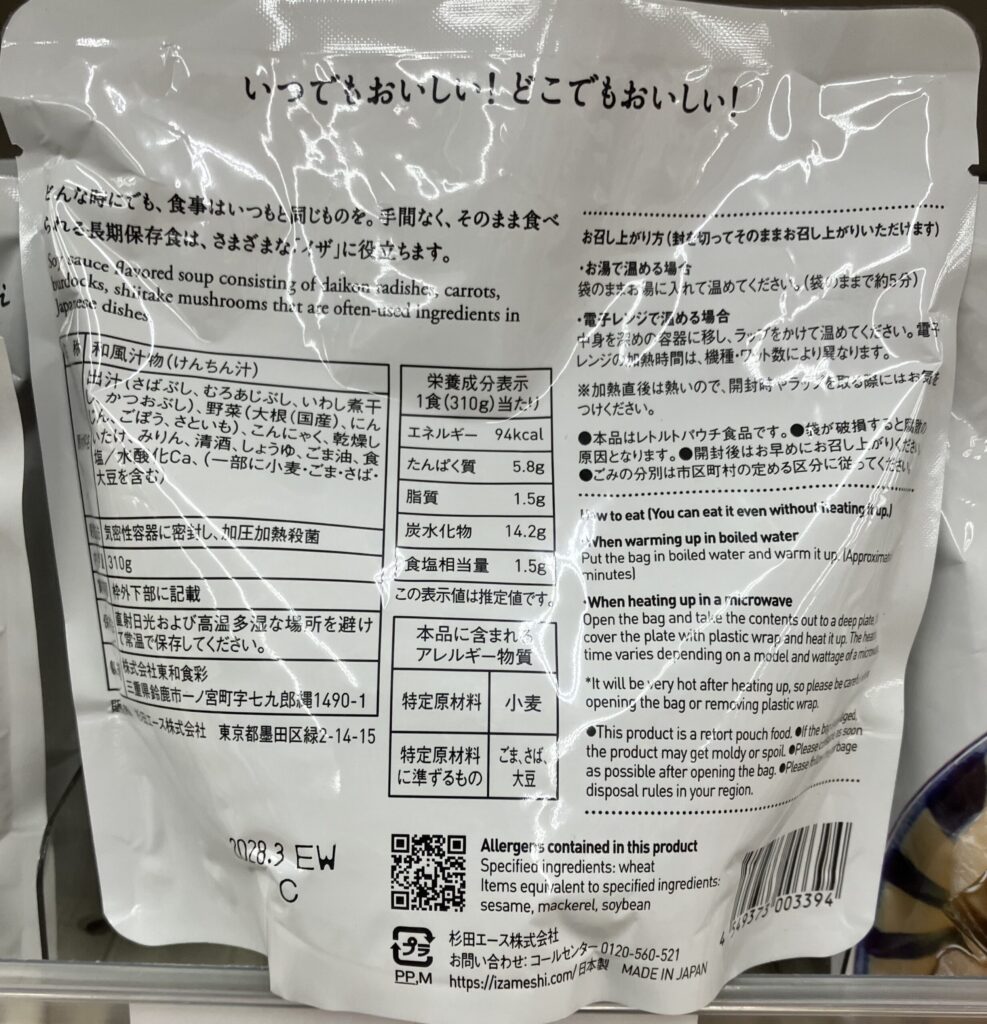 いつでもおいしい！どこでもおいしい！
どんな時にでも、食事はいつもと同じものを。手間なく、そのまま食べ
られる長期保存食は、さまざまな「イザ」に役立ちます。
Soy sauce flavored soup consisting of daikon radishes, carrots,
burdocks, shiitake mushrooms that are often-used ingredients in
Japanese dishes
称 和風汁物(けんちん汁)
出汁(さばぶし、むろあじぶし、いわし煮干
し、かつおぶし)、野菜(大根(国産)、にん
じん、ごぼう、さといも)、こんにゃく、乾燥し
いたけ、みりん、清酒、しょうゆ、ごま油、食
塩/水酸化Ca、(一部に小麦・ごま・さば・
大豆を含む)
気密性容器に密封し、加圧加熱殺菌
310g
枠外下部に記載
直射日光および高温多湿な場所を避け
て常温で保存してください。
株式会社東和食彩
三重県鈴鹿市一ノ宮町字七九郎縄1490-1
杉田エース株式会社 東京都墨田区緑2-14-15
栄養成分表示
1食(310g)当たり
エネルギー 94kcal
たんぱく質 5.8g
脂質 1.5g
炭水化物 14.2g
食塩相当量 1.5g
この表示値は推定値です。
本品に含まれる
アレルギー物質
特定原材料 小麦
特定原材料に準ずるもの ごま、さば、大豆
お召し上がり方(封を切ってそのままお召し上がりいただけます)
・お湯で温める場合
袋のままお湯に入れて温めてください。(袋のままで約5分)
・電子レンジで温める場合
中身を深めの容器に移し、ラップをかけて温めてください。電子
レンジの加熱時間は、機種・ワット数により異なります。
※加熱直後は熱いので、開封時やラップを取る際にはお気を
つけください。
●本品はレトルトパウチ食品です。●袋が破損すると
原因となります。●開封後はお早めにお召し上がりください。
●ごみの分別は市区町村の定める区分に従ってください。
How to eat (You can eat it even without heating it up.)
・When warming up in boiled water
Put the bag in boiled water and warm it up. (Approximately
minutes)
・When heating up in a microwave
Open the bag and take the contents out to a deep plate,
cover the plate with plastic wrap and heat it up. The heating
time varies depending on a model and wattage of a microwave.
*It will be very hot after heating up, so please be careful
opening the bag or removing plastic wrap.
●This product is a retort pouch food. ●If the bag
the product may get moldy or spoil. ●Please as soon
as possible after opening the bag. ●Please garbage
disposal rules in your region.
2028.3 EW
C
Allergens contained in this product
Specified ingredients: wheat
Items equivalent to specified ingredients:
sesame, mackerel, soybean
4 549373 003394
プラ
PP,M
杉田エース株式会社
お問い合わせ:コールセンター 0120-560-521
https://izameshi.com/ 日本製 MADE IN JAPAN